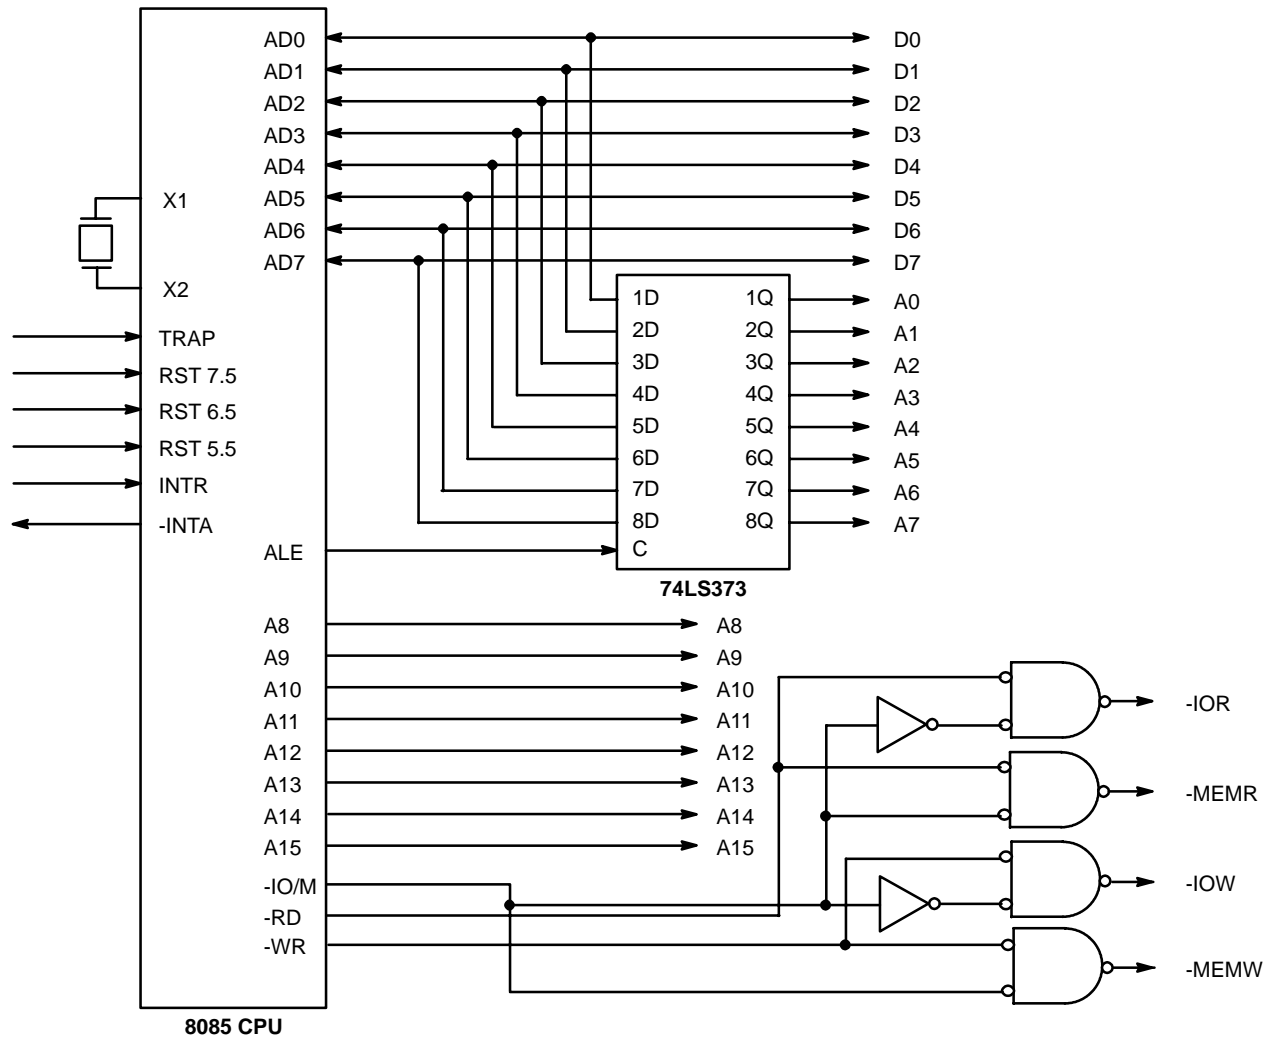 AD0
AD1
AD2
AD3
AD4
AD5
AD6
AD7
D0
D1
D2
D3
D4
D5
D6
D7
X1
X2
TRAP
RST 7.5
RST 6.5
RST 5.5
INTR
-INTA
ALE
1D 1Q
2D 2Q
3D 3Q
4D 4Q
5D 5Q
6D 6Q
7D 7Q
8D 8Q
C
74LS373
A0
A1
A2
A3
A4
A5
A6
A7
A8 A8
A9 A9
A10 A10
A11 A11
A12 A12
A13 A13
A14 A14
A15 A15
-IO/M
-RD
-WR
-IOR
-MEMR
-IOW
-MEMW
8085 CPU